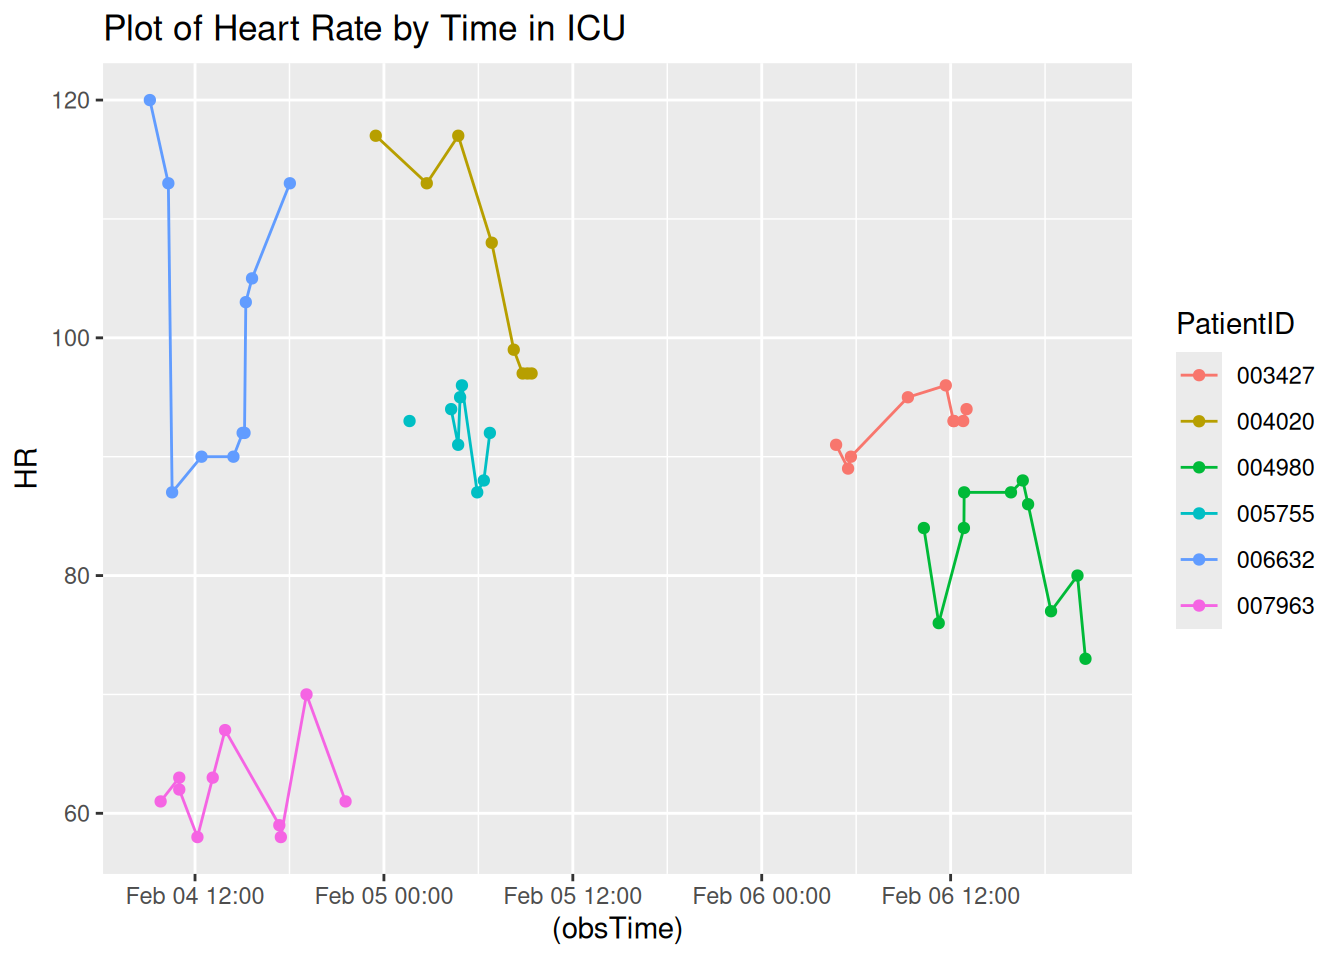 Plot of Heart Rate by Time in ICU
120
100
80
60
HR
Feb 04 12:00
Feb 05 00:00
Feb 05 12:00
Feb 06 00:00
Feb 06 12:00
(obsTime)
PatientID
003427
004020
004980
005755
006632
007963